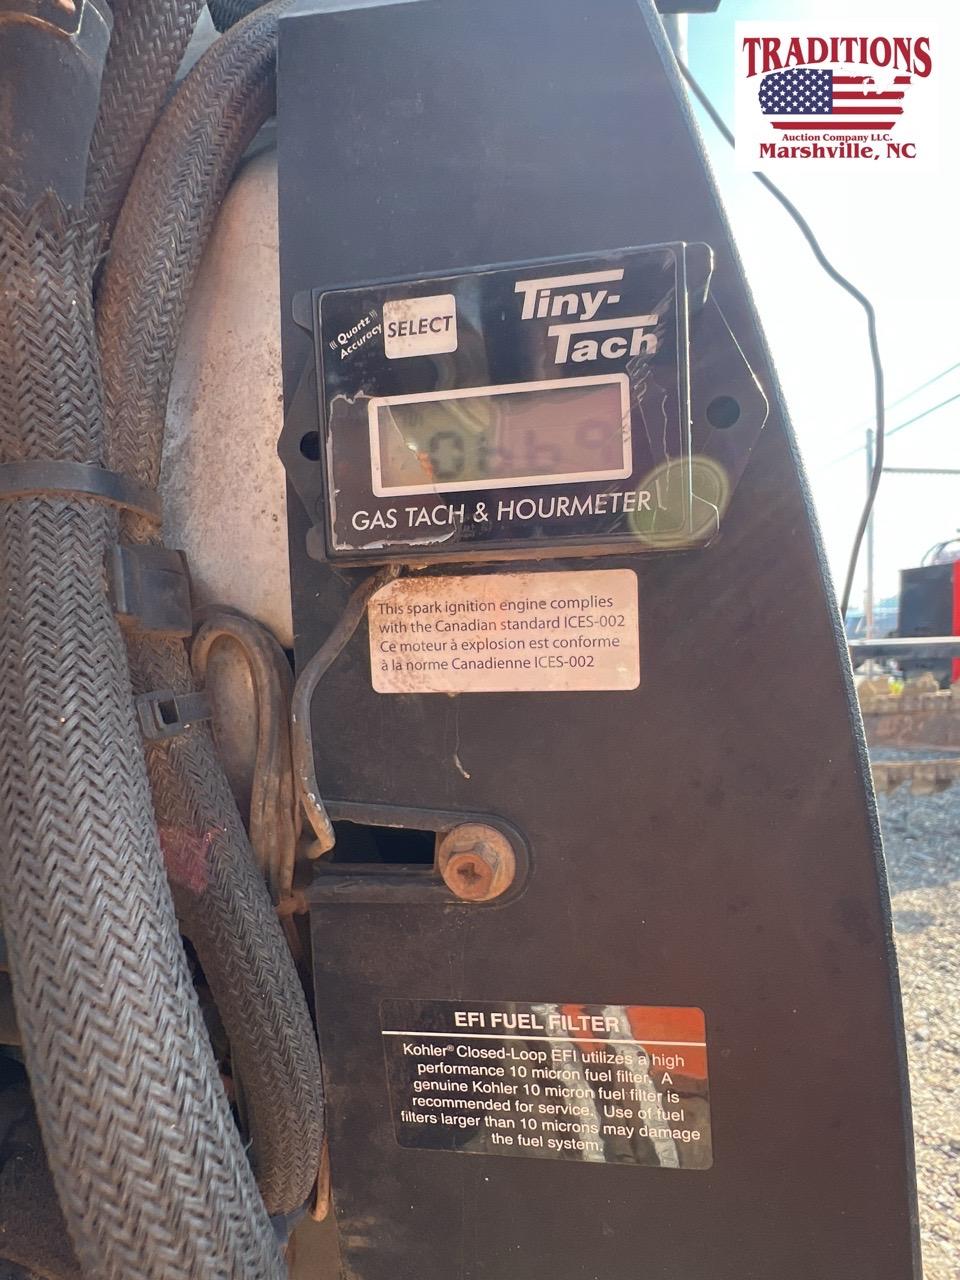 TRADITIONS
Auction Company LLC.
Marshville, NC
Quartz
Accuracy
SELECT
Tiny-
Tach
GAS TACH & HOURMETER
This spark ignition engine complies
with the Canadian standard ICES-002
Ce moteur à explosion est conforme
à la norme Canadienne ICES-002
EFI FUEL FILTER
Kohler® Closed-Loop EFI utilizes a high
performance 10 micron fuel filter. A
genuine Kohler 10 micron fuel filter is
recommended for service. Use of fuel
filters larger than 10 microns may damage
the fuel system.